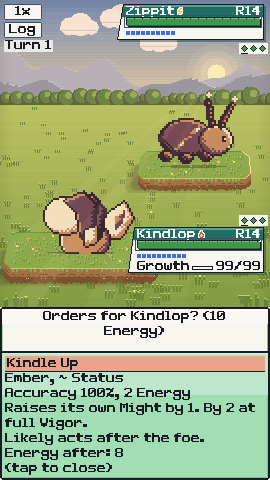 1x
Zippit R14
Log
Turn 1
Kindlop R14
Growth 99/99
Orders for Kindlop? (10
Energy)
Kindle Up
Ember, ~ Status
Accuracy 100%, 2 Energy
Raises its own Might by 1. By 2 at
full Vigor.
Likely acts after the foe.
Energy after: 8
(tap to close)